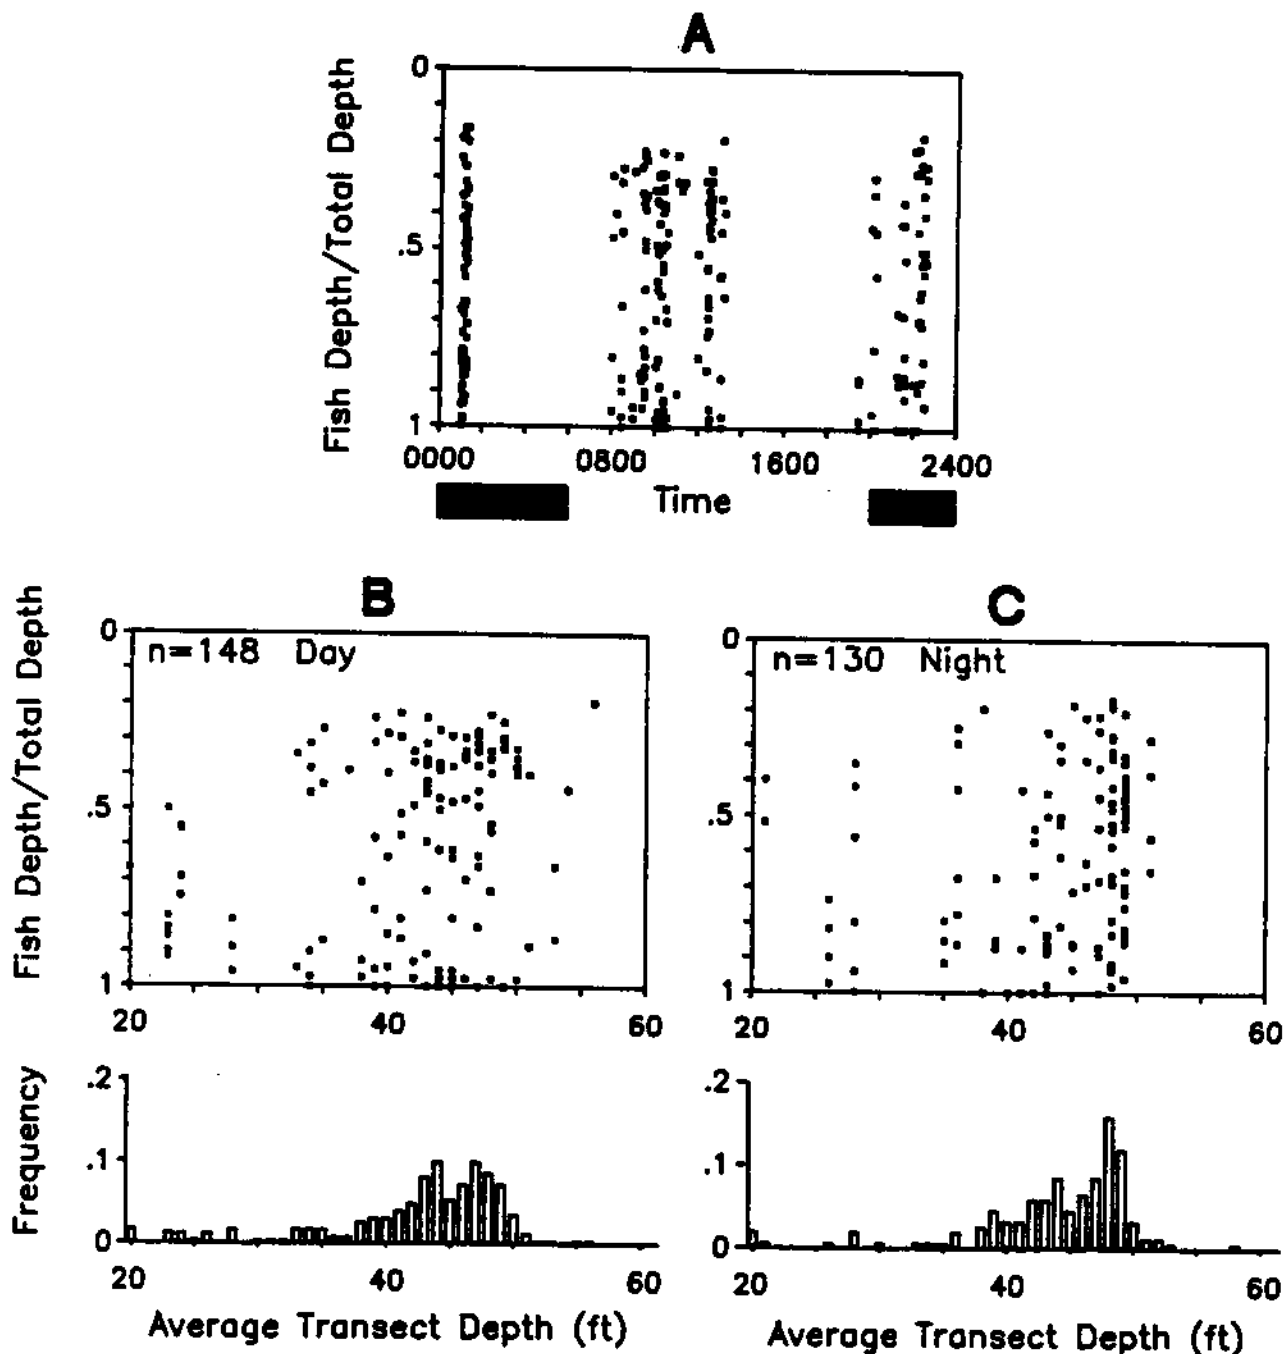 A
Fish Depth/Total Depth
0
.5
1
0000 0800 1600 2400
Time
B
Fish Depth/Total Depth
0
n=148 Day
.5
1
20 40 60
Frequency
.2
.1
0
20 40 60
Average Transect Depth (ft)
C
0
n=130 Night
.5
1
20 40 60
.2
.1
0
20 40 60
Average Transect Depth (ft)